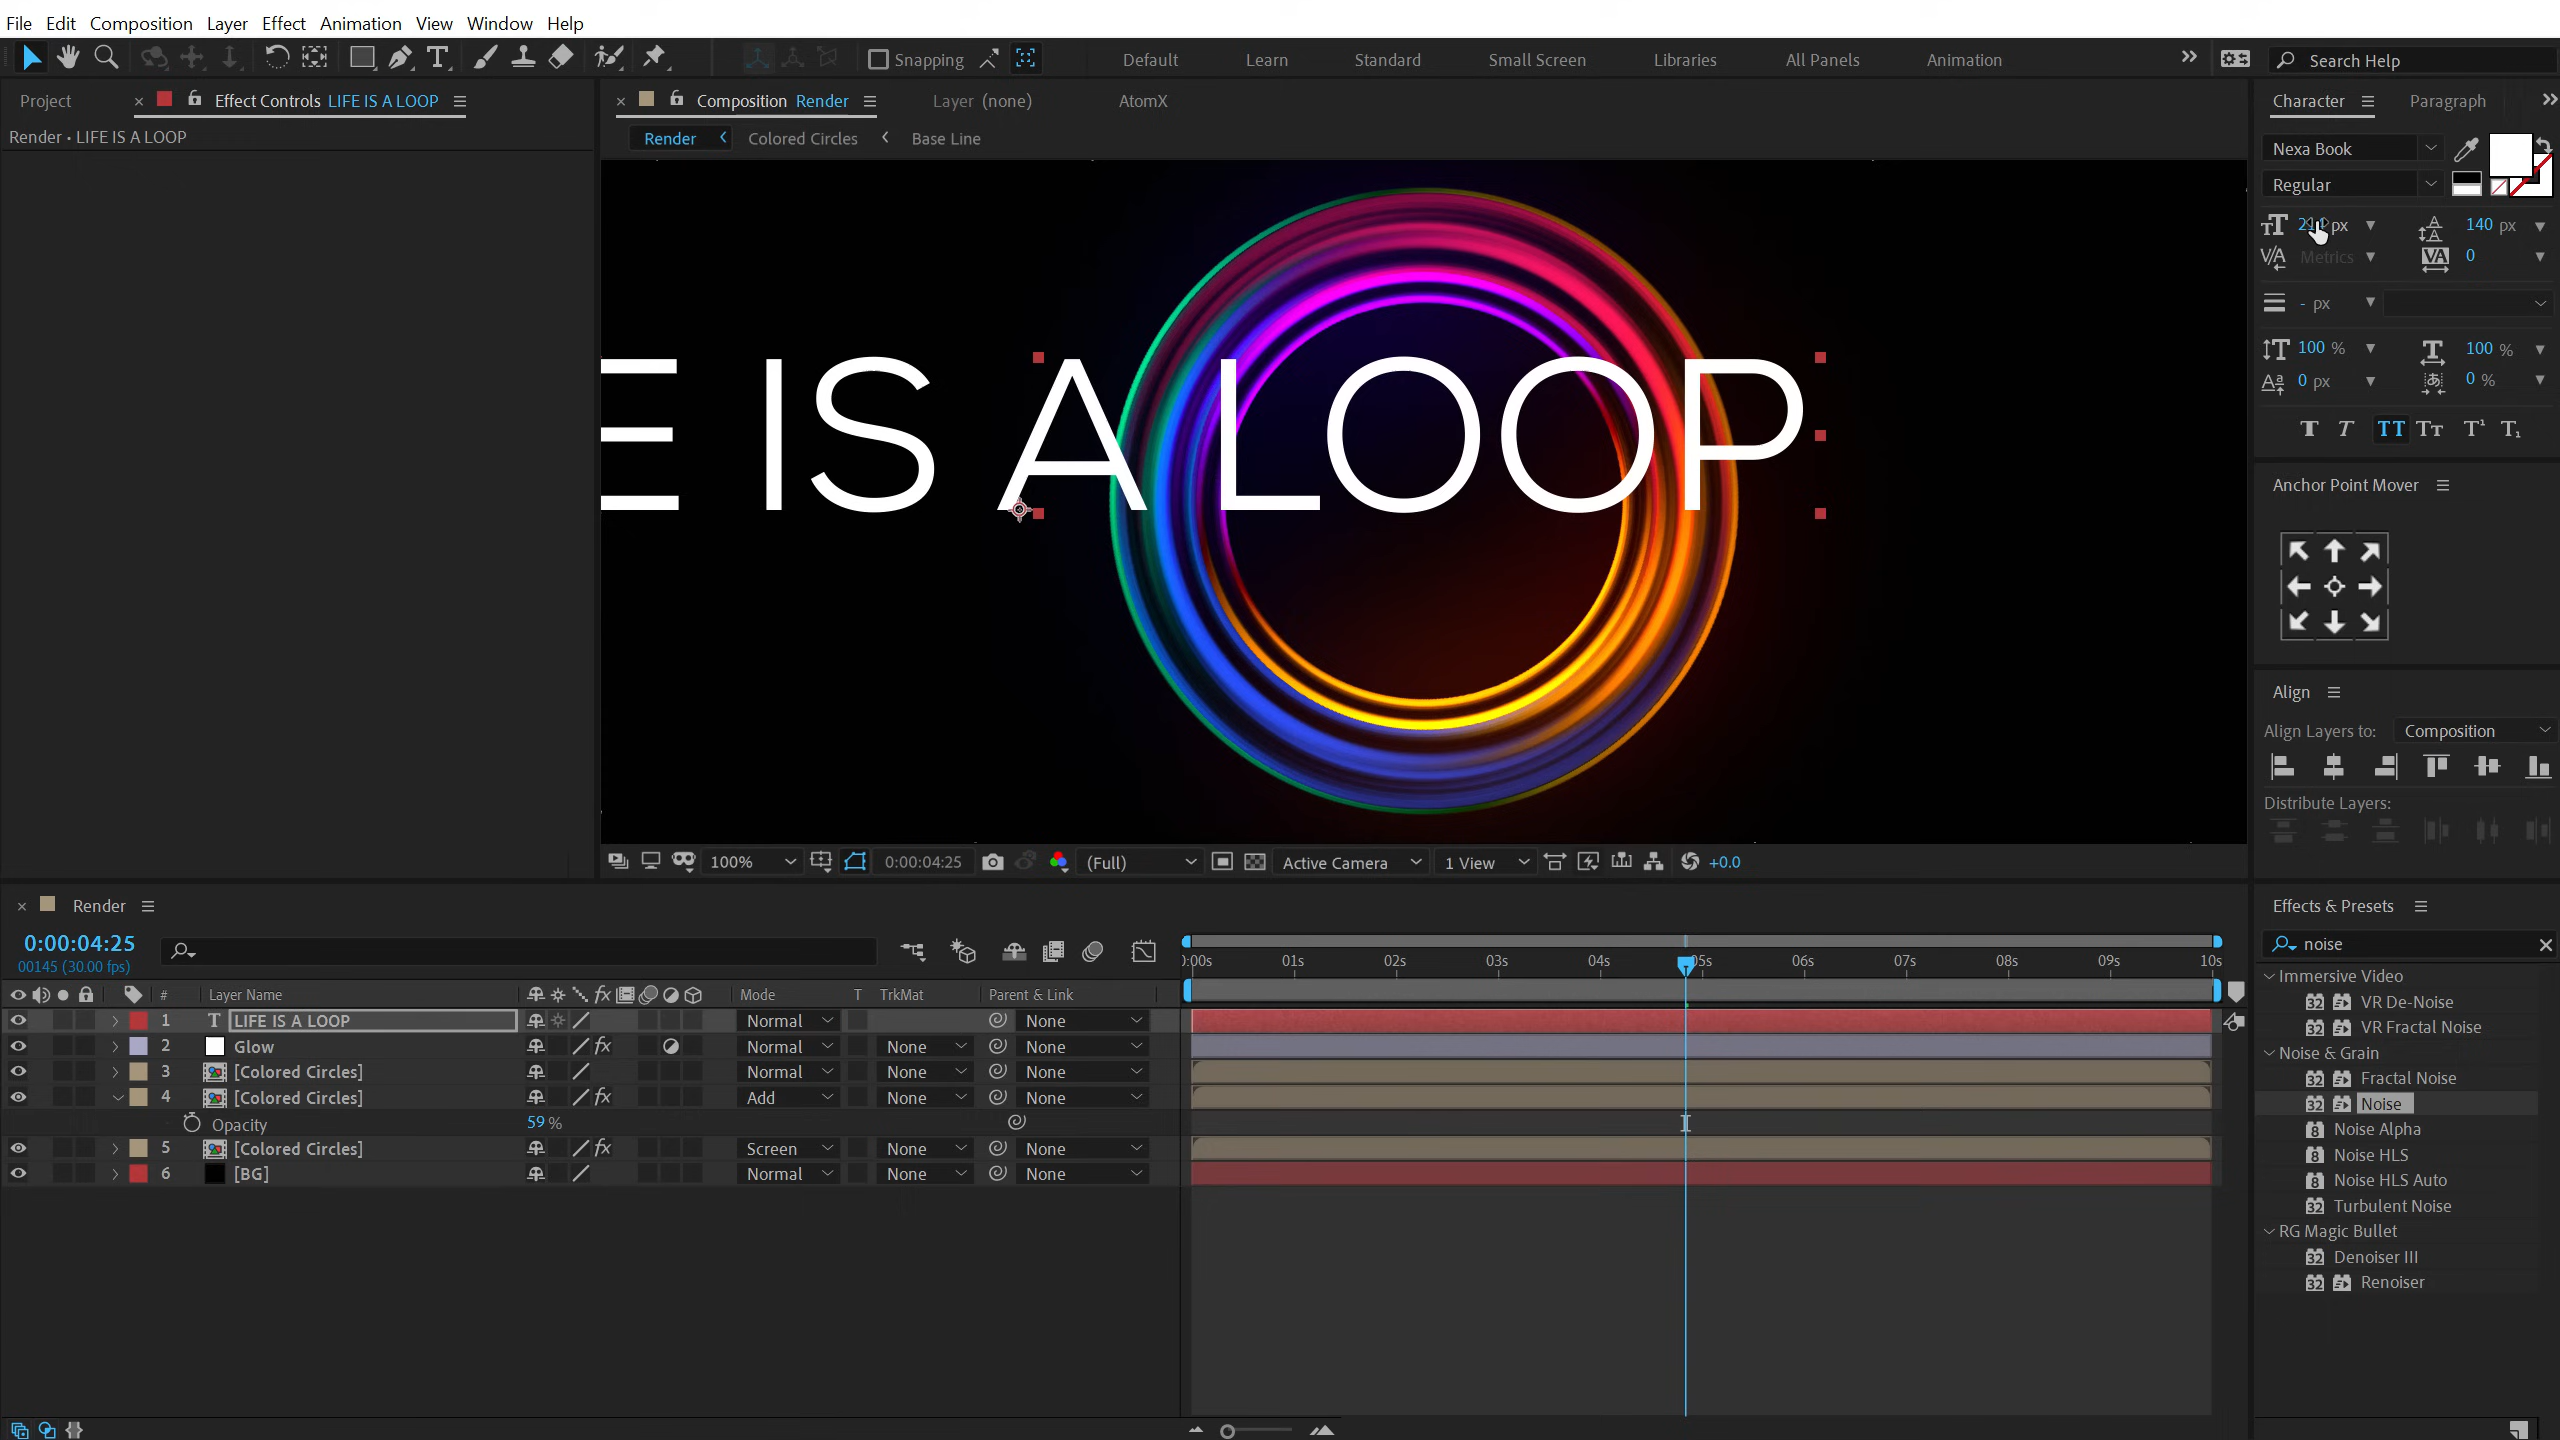 File Edit Composition Layer Effect Animation View Window Help
Snapping Default Learn Standard Small Screen Libraries All Panels Animation Search Help
Project Effect Controls LIFE IS A LOOP Composition Render Layer (none) AtomX Character Paragraph
Render • LIFE IS A LOOP
Render Colored Circles Base Line
Nexa Book
Regular
px 140 px
Metrics 0
- px
100 % 100 %
0 px 0 %
E IS A LOOP
Anchor Point Mover
Align
Align Layers to: Composition
Distribute Layers:
100% 0:00:04:25 (Full) Active Camera 1 View +0.0
Render
Effects & Presets
0:00:04:25
00145 (30.00 fps)
noise
0:00s 01s 02s 03s 04s 05s 06s 07s 08s 09s 10s
# Layer Name Mode T TrkMat Parent & Link
1 LIFE IS A LOOP Normal None
2 Glow Normal None None
3 [Colored Circles] Normal None None
4 [Colored Circles] Add None None
Opacity 59 %
5 [Colored Circles] Screen None None
6 [BG] Normal None None
Immersive Video
VR De-Noise
VR Fractal Noise
Noise & Grain
Fractal Noise
Noise
Noise Alpha
Noise HLS
Noise HLS Auto
Turbulent Noise
RG Magic Bullet
Denoiser III
Renoiser